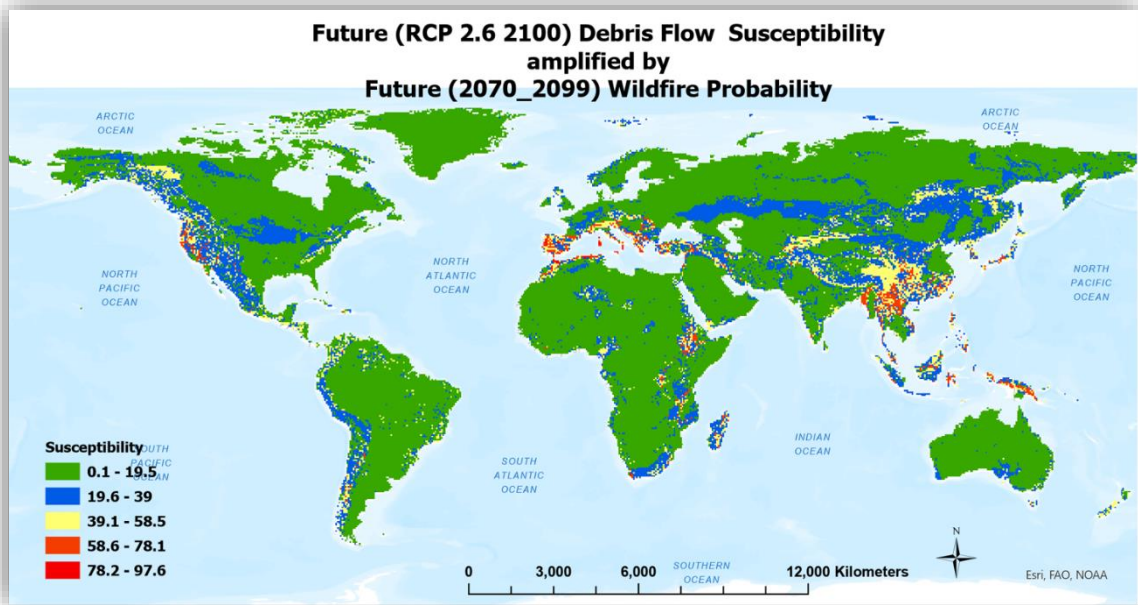 Future (RCP 2.6 2100) Debris Flow Susceptibility
amplified by
Future (2070_2099) Wildfire Probability
ARCTIC
OCEAN
ARCTIC
OCEAN
NORTH
PACIFIC
OCEAN
NORTH
ATLANTIC
OCEAN
NORTH
PACIFIC
OCEAN
INDIAN
OCEAN
SOUTH
ATLANTIC
OCEAN
SOUTH
PACIFIC
OCEAN
SOUTHERN
OCEAN
Susceptibility
0.1 - 19.5
19.6 - 39
39.1 - 58.5
58.6 - 78.1
78.2 - 97.6
0 3,000 6,000 12,000 Kilometers
N
Esri, FAO, NOAA